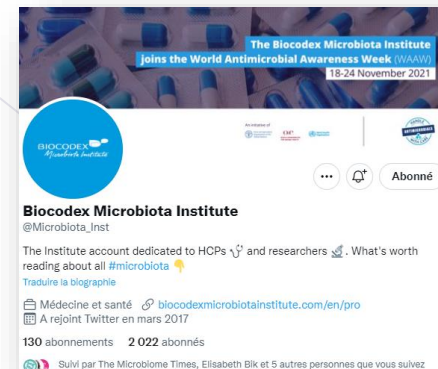 The Biocodex Microbiota Institute
joins the World Antimicrobial Awareness Week (WAAW)
18-24 November 2021
An initiative of
BIOCODEX
Microbiota Institute
Abonné
Biocodex Microbiota Institute
@Microbiota_Inst
The Institute account dedicated to HCPs 🩺 and researchers 🔬. What's worth
reading about all #microbiota 👇
Traduire la biographie
Médecine et santé biocodexmicrobiotainstitute.com/en/pro
A rejoint Twitter en mars 2017
130 abonnements 2 022 abonnés
Suivi par The Microbiome Times, Elisabeth Bik et 5 autres personnes que vous suivez